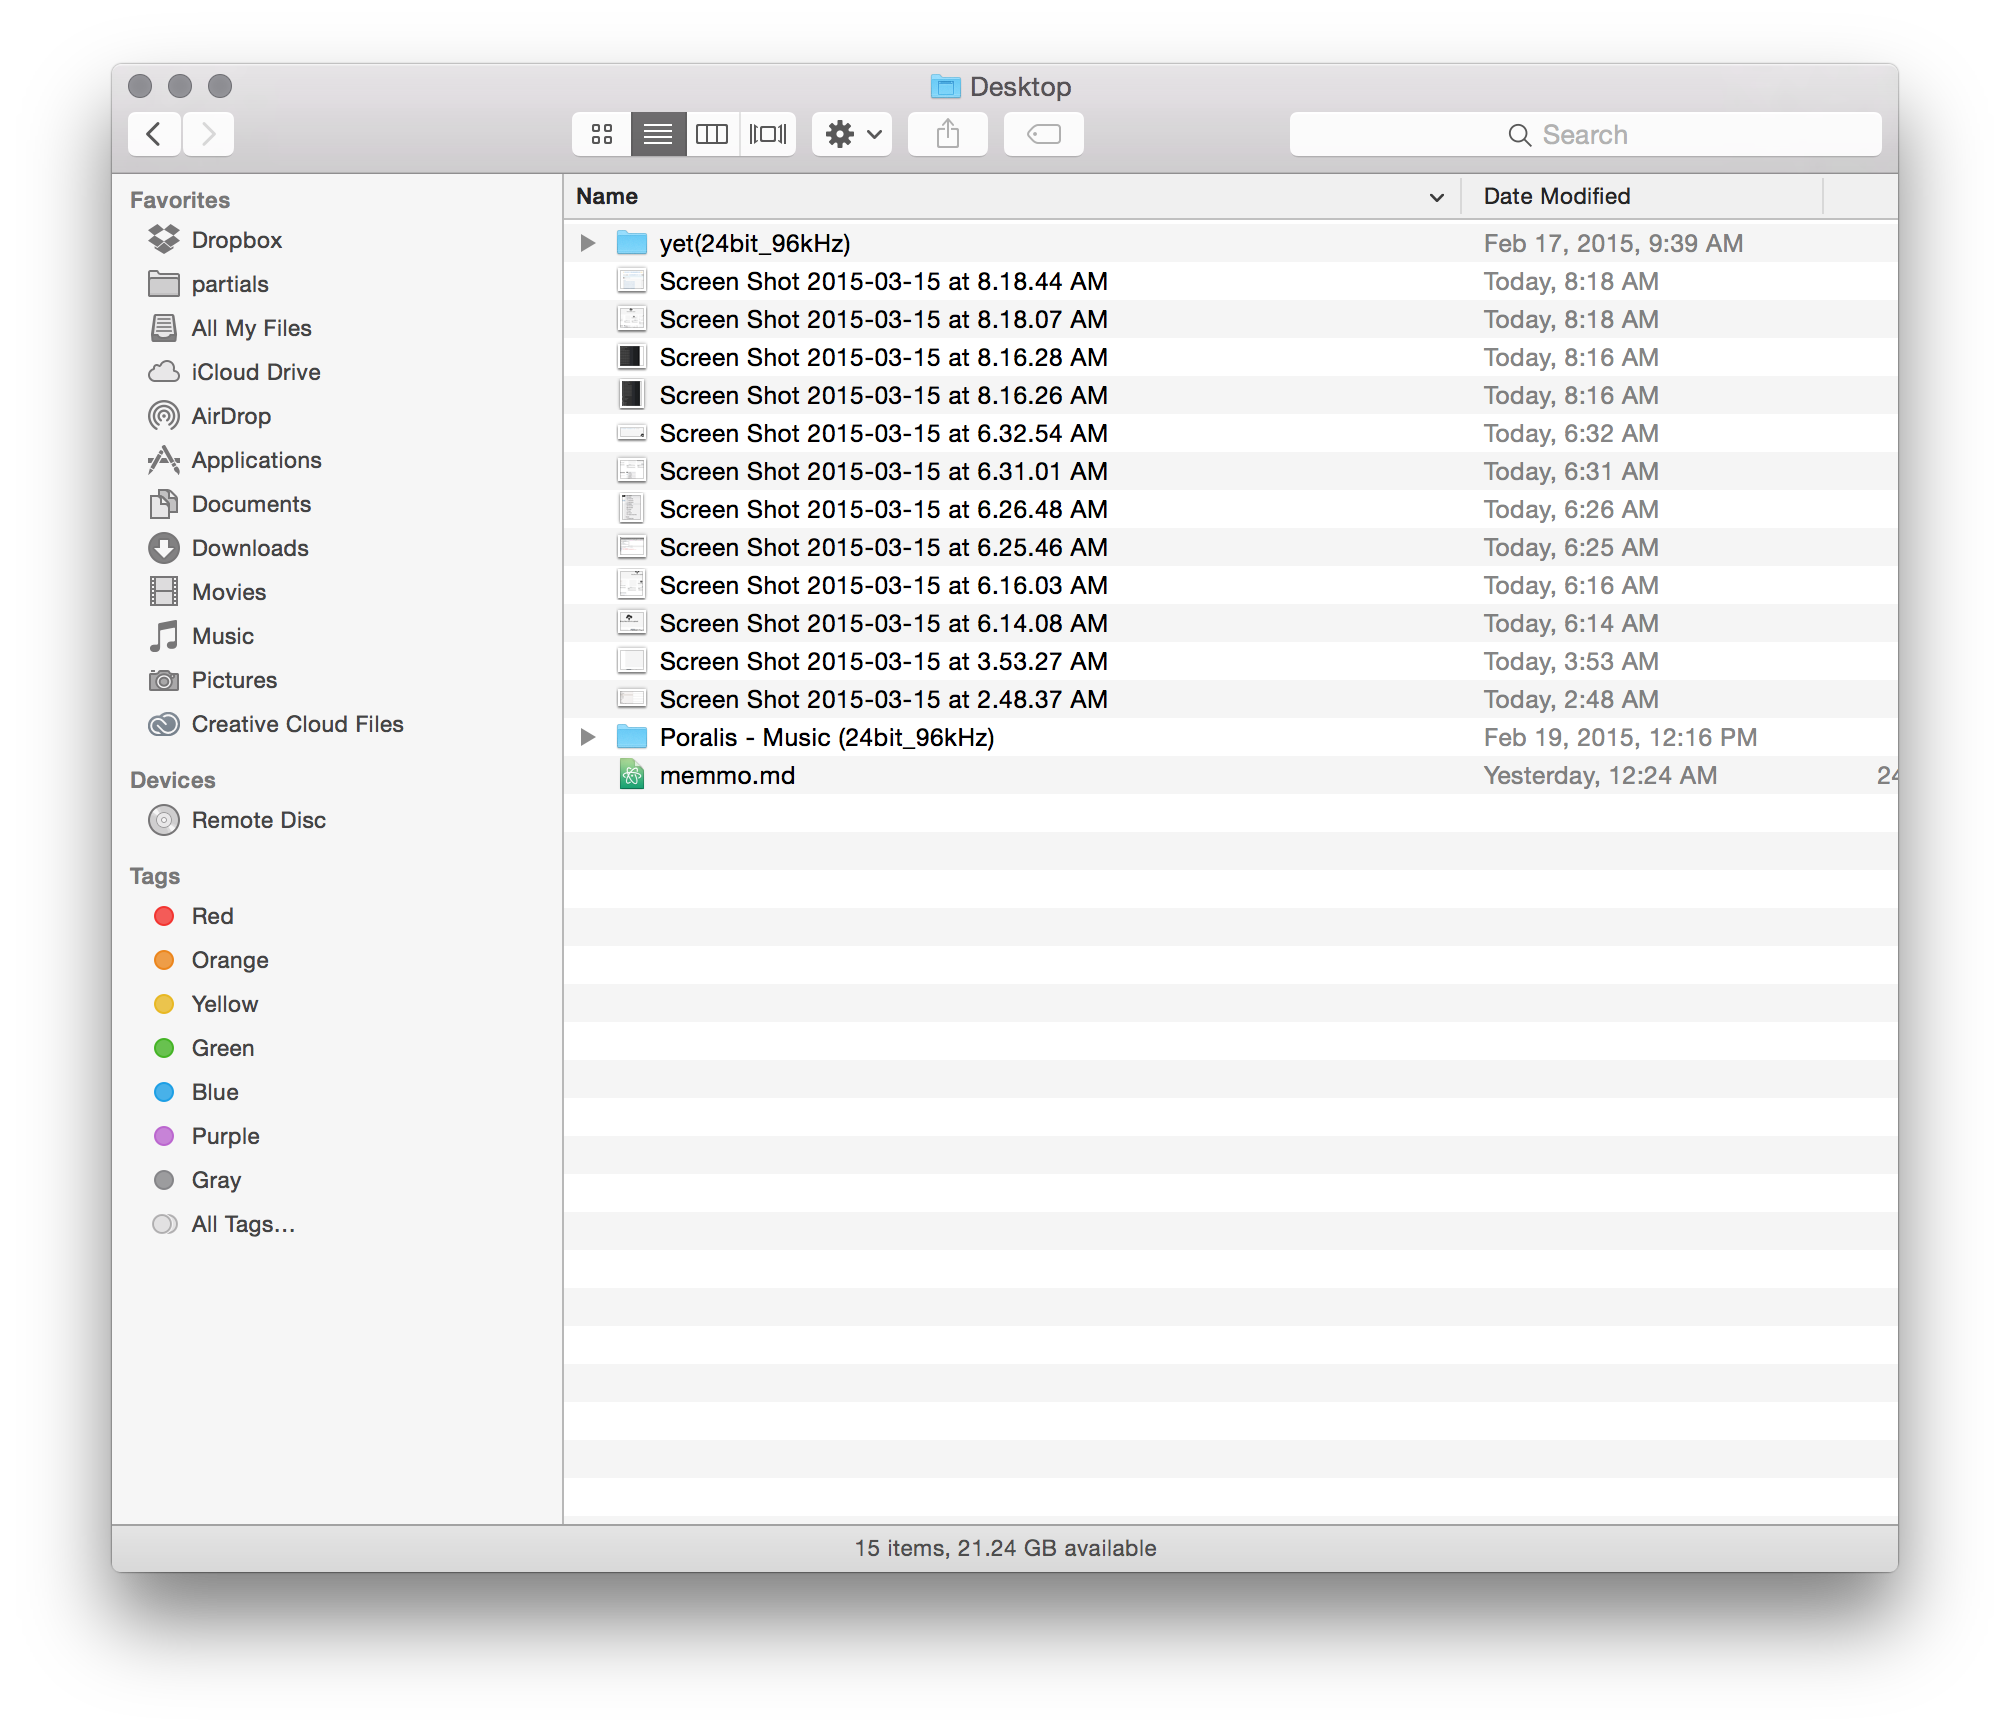 Desktop
Search
Favorites
Dropbox
partials
All My Files
iCloud Drive
AirDrop
Applications
Documents
Downloads
Movies
Music
Pictures
Creative Cloud Files
Devices
Remote Disc
Tags
Red
Orange
Yellow
Green
Blue
Purple
Gray
All Tags…
Name Date Modified
yet(24bit_96kHz) Feb 17, 2015, 9:39 AM
Screen Shot 2015-03-15 at 8.18.44 AM Today, 8:18 AM
Screen Shot 2015-03-15 at 8.18.07 AM Today, 8:18 AM
Screen Shot 2015-03-15 at 8.16.28 AM Today, 8:16 AM
Screen Shot 2015-03-15 at 8.16.26 AM Today, 8:16 AM
Screen Shot 2015-03-15 at 6.32.54 AM Today, 6:32 AM
Screen Shot 2015-03-15 at 6.31.01 AM Today, 6:31 AM
Screen Shot 2015-03-15 at 6.26.48 AM Today, 6:26 AM
Screen Shot 2015-03-15 at 6.25.46 AM Today, 6:25 AM
Screen Shot 2015-03-15 at 6.16.03 AM Today, 6:16 AM
Screen Shot 2015-03-15 at 6.14.08 AM Today, 6:14 AM
Screen Shot 2015-03-15 at 3.53.27 AM Today, 3:53 AM
Screen Shot 2015-03-15 at 2.48.37 AM Today, 2:48 AM
Poralis - Music (24bit_96kHz) Feb 19, 2015, 12:16 PM
memmo.md Yesterday, 12:24 AM
15 items, 21.24 GB available